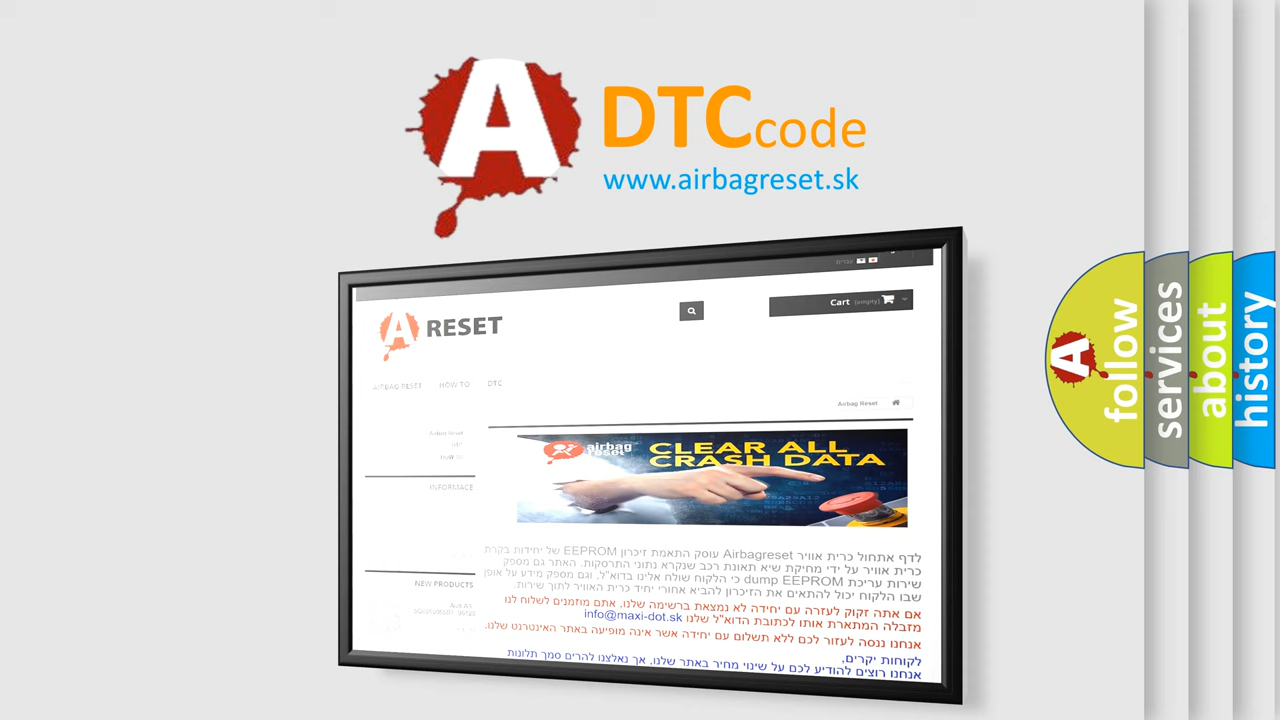 A DTC code
www.airbagreset.sk
עברית
Cart (empty)
A RESET
AIRBAG RESET HOW TO DTC
Airbag Reset
Airbag Reset
HOW TO
INFORMACE
NEW PRODUCTS
airbag
reset
CLEAR ALL
CRASH DATA
לדף אתחול כרית אוויר Airbagreset עוסק התאמת זיכרון EEPROM של יחידות בקרת
כרית אוויר על ידי מחיקת שיא תאונת רכב שנקרא נתוני התרסקות. האתר גם מספק
שירות עריכת dump EEPROM כי הלקוח שולח אלינו בדוא"ל, וגם מספק מידע על אופן
שבו הלקוח יכול להתאים את הזיכרון להביא אחורי יחיד כרית האוויר לתוך שירות.
אם אתה זקוק לעזרה עם יחידה לא נמצאת ברשימה שלנו, אתם מוזמנים לשלוח לנו
מזבלה המתארת אותו לכתובת הדוא"ל שלנו info@maxi-dot.sk
אנחנו ננסה לעזור לכם ללא תשלום עם יחידה אשר אינה מופיעה באתר האינטרנט שלנו.
לקוחות יקרים,
אנחנו רוצים להודיע לכם על שינוי מחיר באתר שלנו, אך נאלצנו להרים סמך תלונות
A follow
services
about
history